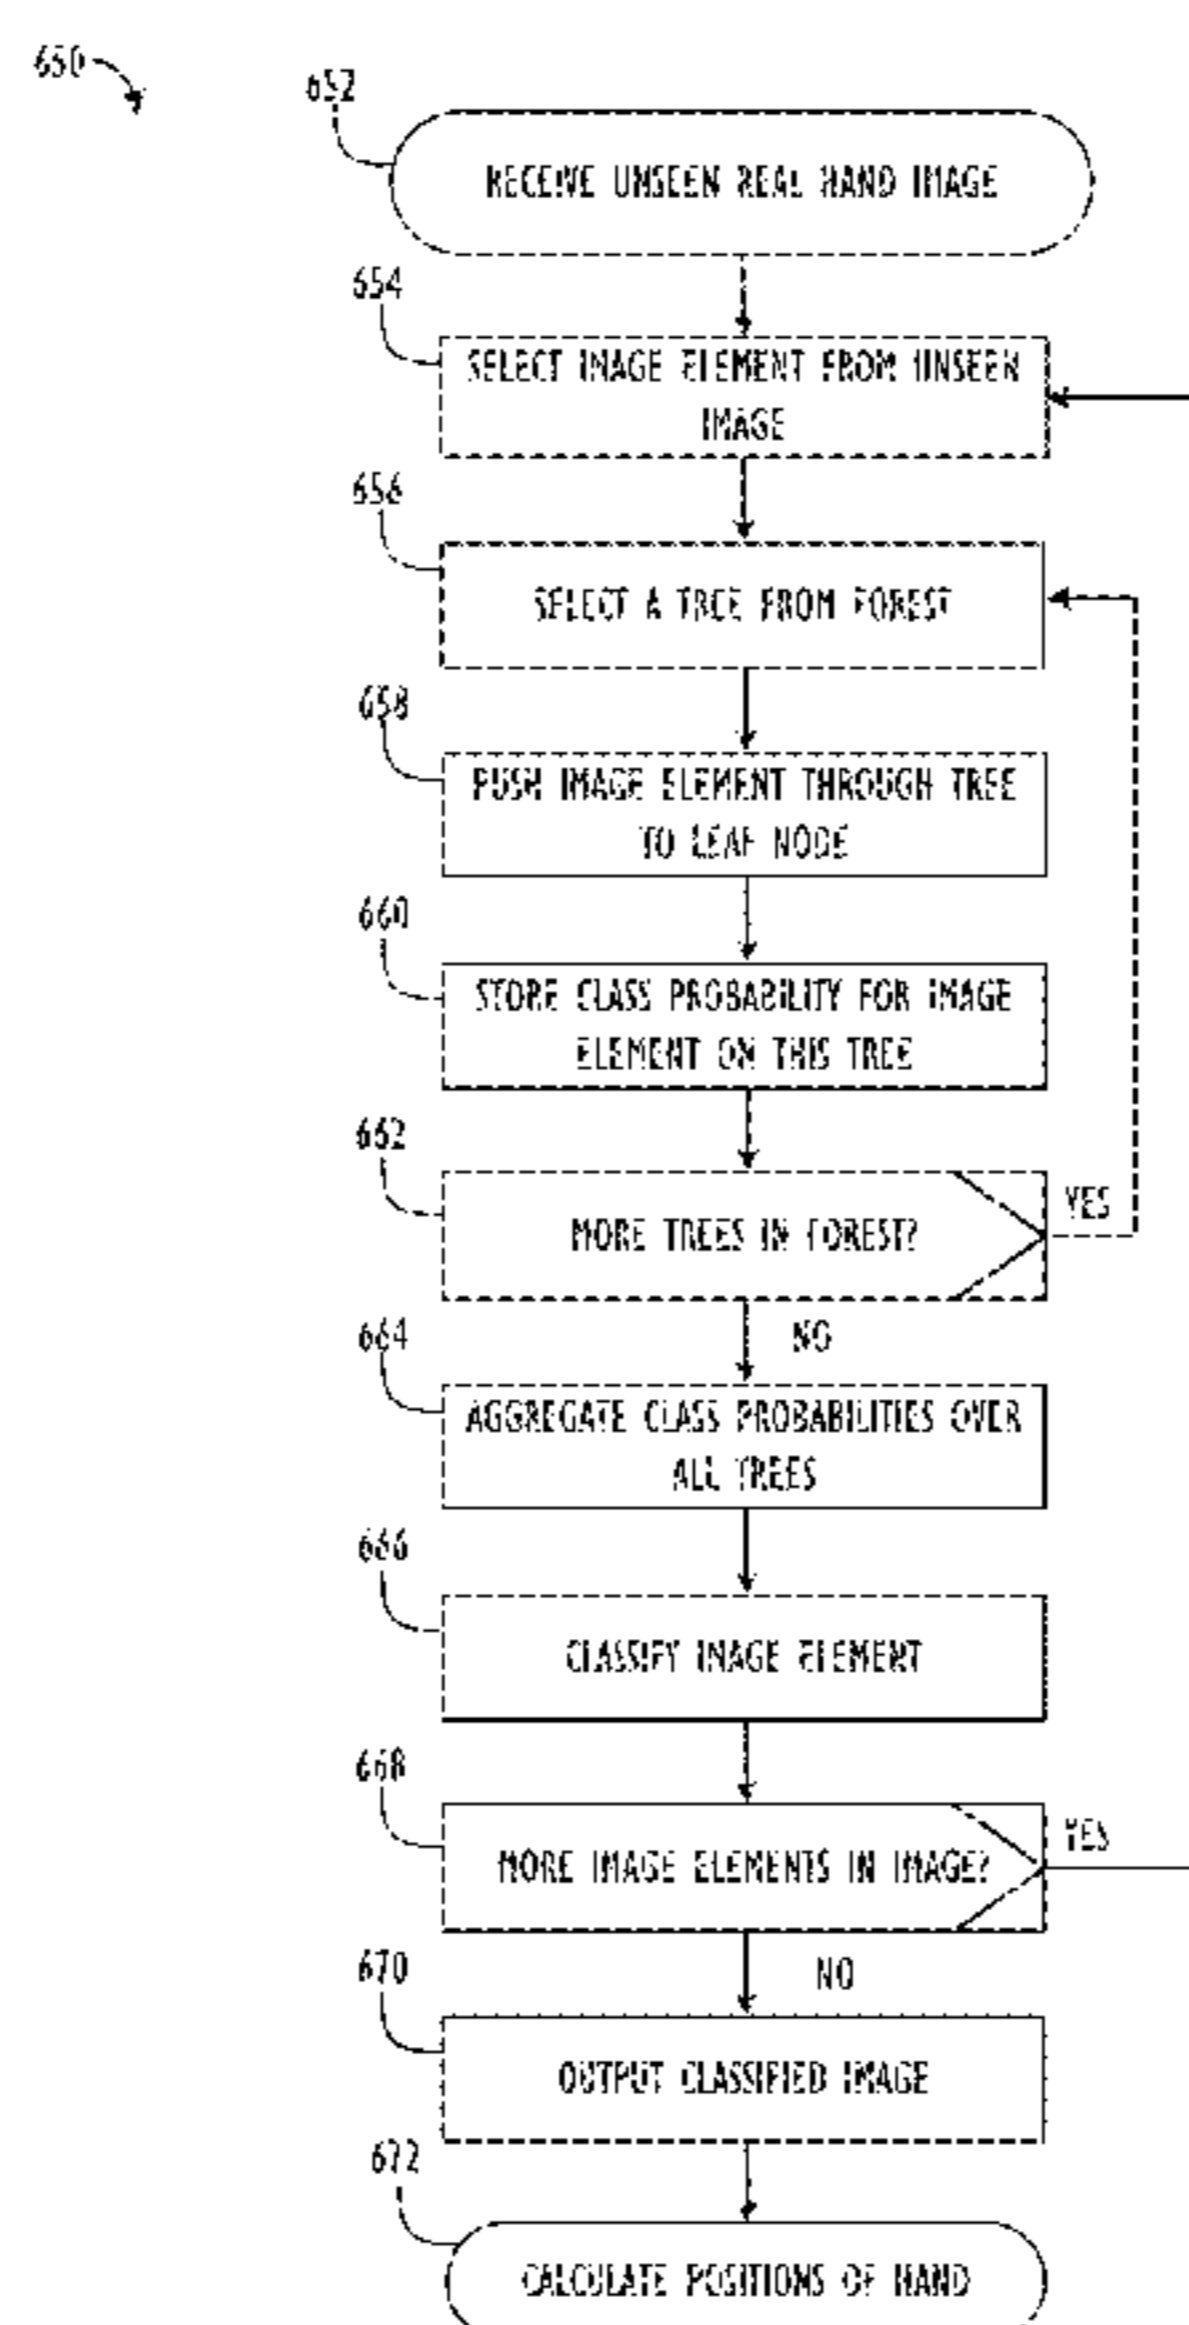 650
652
RECEIVE UNSEEN REAL HAND IMAGE
654
SELECT IMAGE ELEMENT FROM UNSEEN
IMAGE
656
SELECT A TREE FROM FOREST
658
PUSH IMAGE ELEMENT THROUGH TREE
TO LEAF NODE
660
STORE CLASS PROBABILITY FOR IMAGE
ELEMENT ON THIS TREE
662
MORE TREES IN FOREST?
YES
NO
664
AGGREGATE CLASS PROBABILITIES OVER
ALL TREES
666
CLASSIFY IMAGE ELEMENT
668
MORE IMAGE ELEMENTS IN IMAGE?
YES
NO
670
OUTPUT CLASSIFIED IMAGE
672
CALCULATE POSITIONS OF HAND